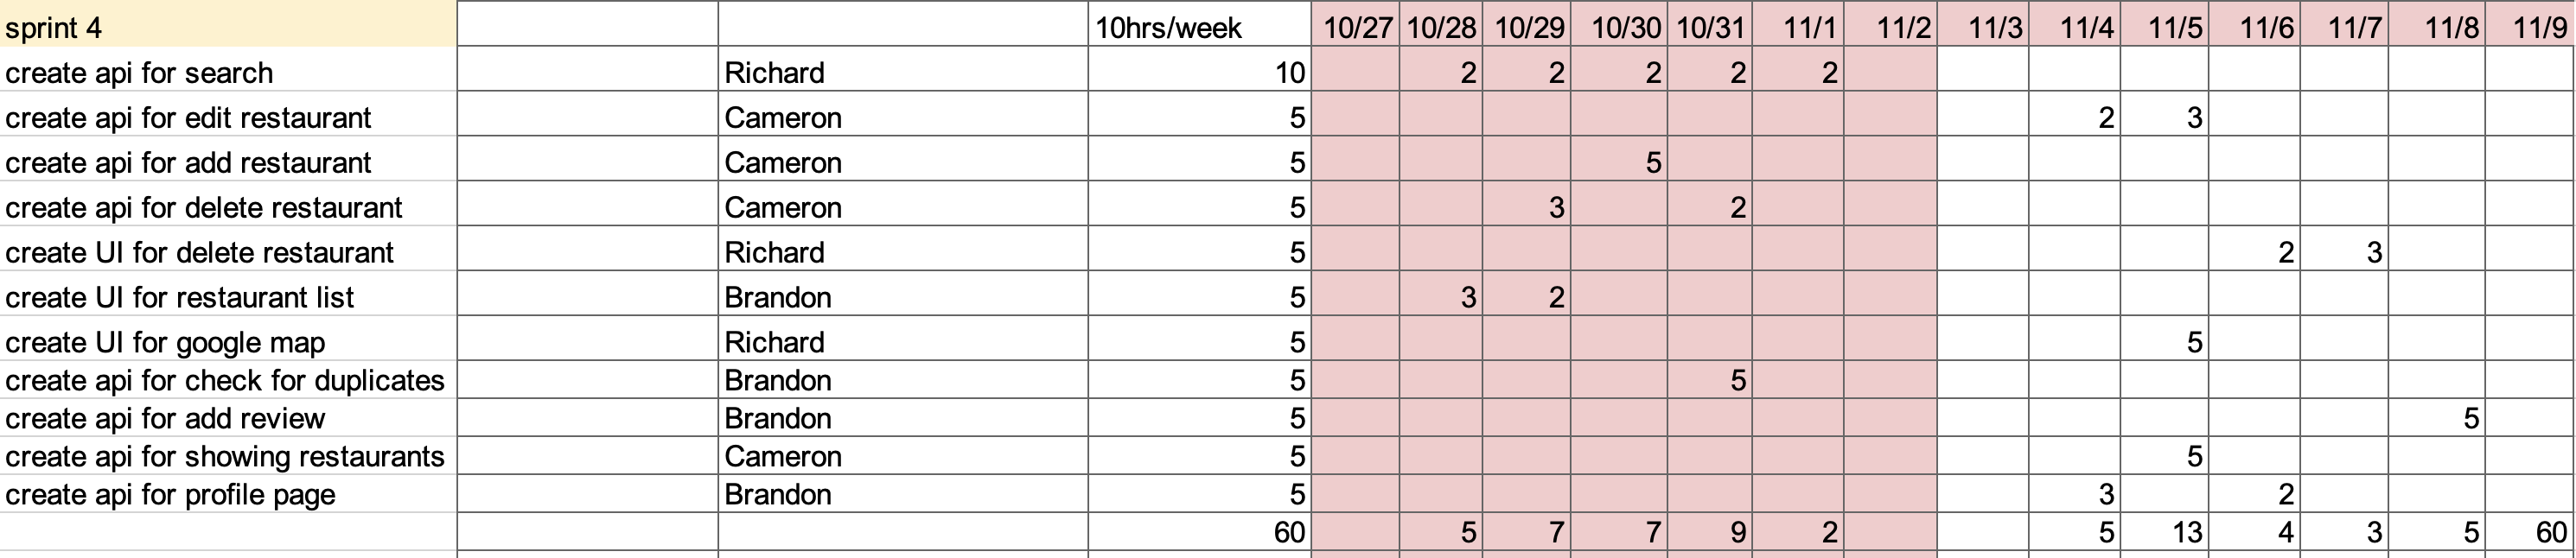 sprint 4 10hrs/week 10/27 10/28 10/29 10/30 10/31 11/1 11/2 11/3 11/4 11/5 11/6 11/7 11/8 11/9
create api for search Richard 10 2 2 2 2 2
create api for edit restaurant Cameron 5 2 3
create api for add restaurant Cameron 5 5
create api for delete restaurant Cameron 5 3 2
create UI for delete restaurant Richard 5 2 3
create UI for restaurant list Brandon 5 3 2
create UI for google map Richard 5 5
create api for check for duplicates Brandon 5 5
create api for add review Brandon 5 5
create api for showing restaurants Cameron 5 5
create api for profile page Brandon 5 3 2
60 5 7 7 9 2 5 13 4 3 5 60